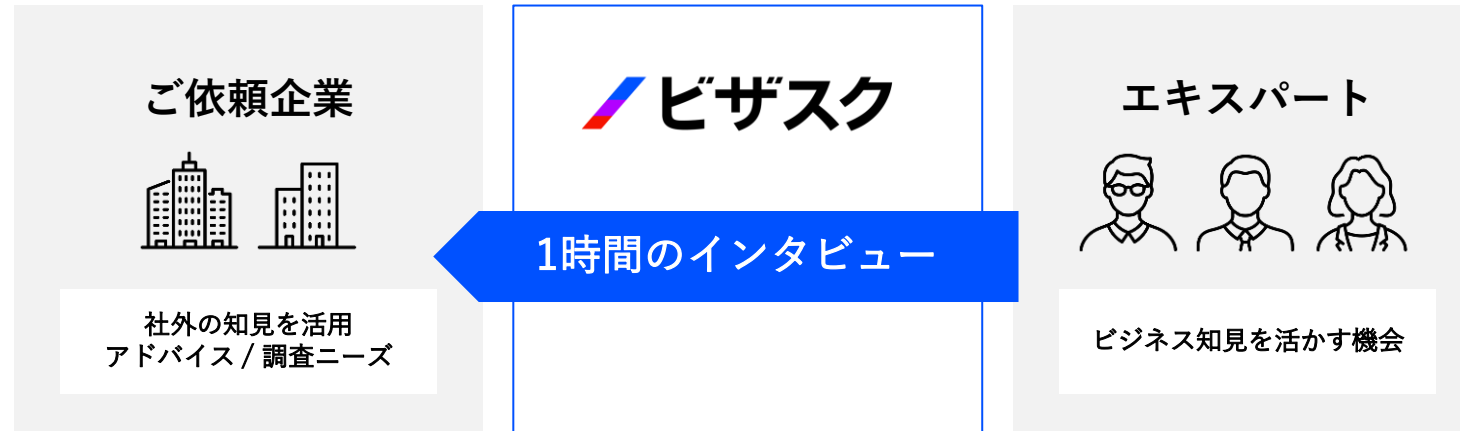 ご依頼企業
社外の知見を活用
アドバイス / 調査ニーズ
ビザスク
1時間のインタビュー
エキスパート
ビジネス知見を活かす機会